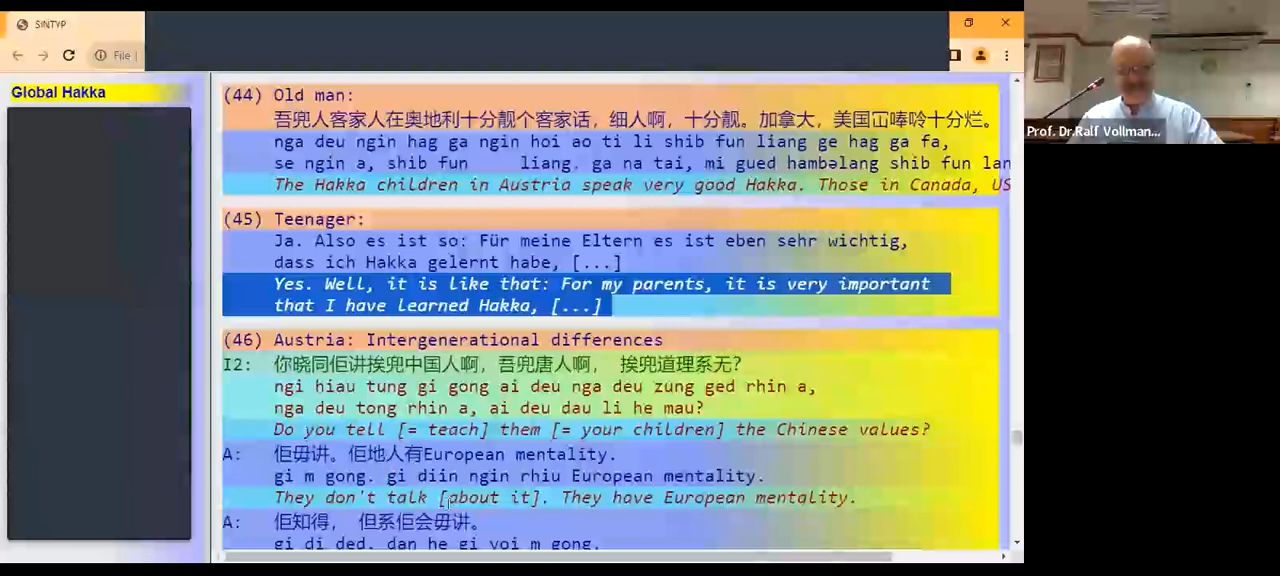 SINTYP
File
Global Hakka
(44) Old man:
吾兜人客家人在奥地利十分靓个客家话，细人啊，十分靓。加拿大，美国冚唪呤十分烂。
nga deu ngin hag ga ngin hoi ao ti li shib fun liang ge hag ga fa,
se ngin a, shib fun liang. ga na tai, mi gued hambalang shib fun lan
The Hakka children in Austria speak very good Hakka. Those in Canada, US
(45) Teenager:
Ja. Also es ist so: Für meine Eltern es ist eben sehr wichtig,
dass ich Hakka gelernt habe, [...]
Yes. Well, it is like that: For my parents, it is very important
that I have learned Hakka, [...]
(46) Austria: Intergenerational differences
I2: 你晓同佢讲挨兜中国人啊，吾兜唐人啊， 挨兜道理系无?
ngi hiau tung gi gong ai deu nga deu zung ged rhin a,
nga deu tong rhin a, ai deu dau li he mau?
Do you tell [= teach] them [= your children] the Chinese values?
A: 佢毋讲。佢地人有European mentality.
gi m gong. gi diin ngin rhiu European mentality.
They don't talk [about it]. They have European mentality.
A: 佢知得， 但系佢会毋讲。
gi di ded, dan he gi voi m gong.
Prof. Dr.Ralf Vollman...